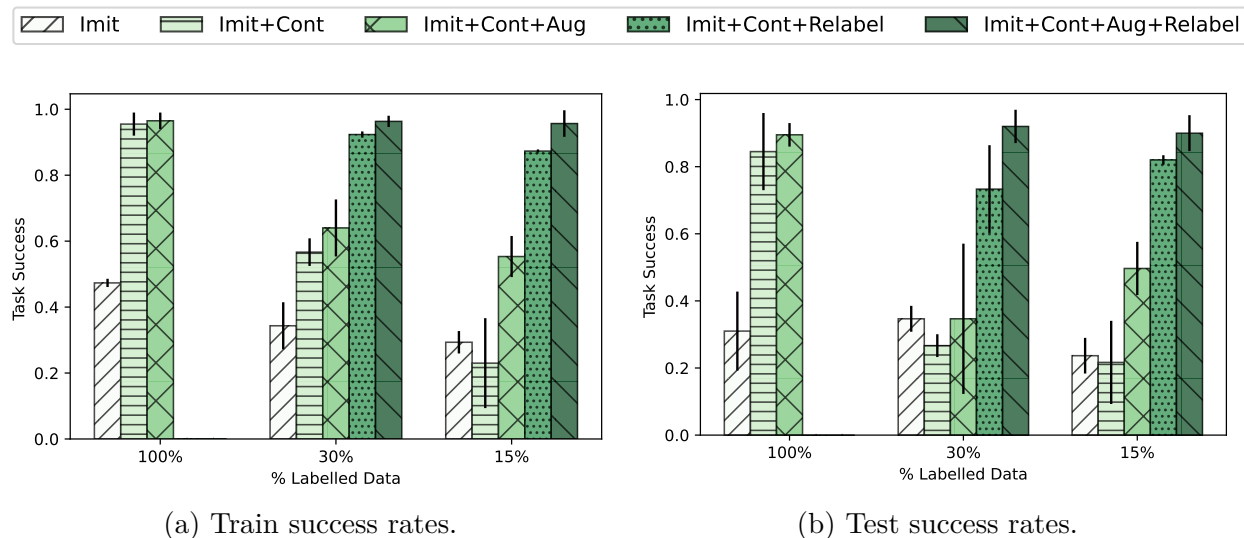 Imit Imit+Cont Imit+Cont+Aug Imit+Cont+Relabel Imit+Cont+Aug+Relabel
Task Success
1.0
0.8
0.6
0.4
0.2
0.0
100% 30% 15%
% Labelled Data
(a) Train success rates.
Task Success
1.0
0.8
0.6
0.4
0.2
0.0
100% 30% 15%
% Labelled Data
(b) Test success rates.